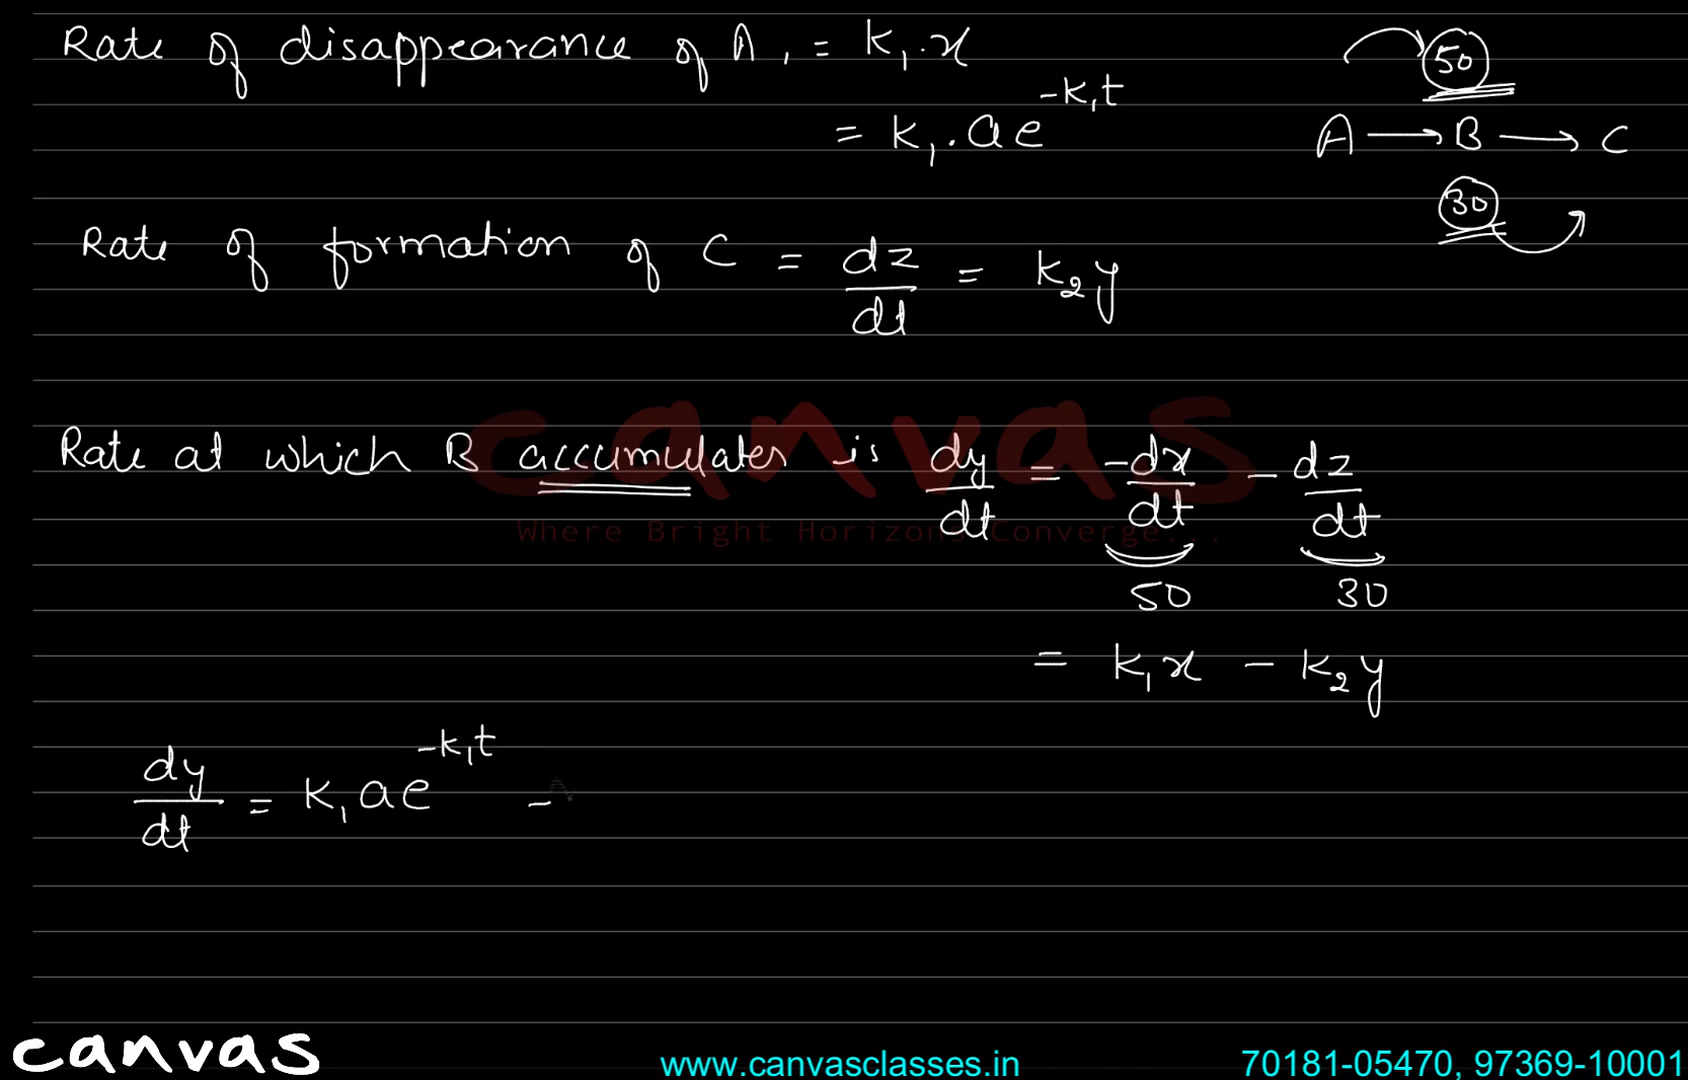 Rate of disappearance of A, = k₁.x
= k₁.ae^(-k₁t)
50
A → B → C
30
Rate of formation of C = dz/dt = k₂y
canvas
Where Bright Horizons Converge...
Rate at which B accumulates is dy/dt = -dx/dt - dz/dt
50 30
= k₁x - k₂y
dy/dt = k₁ae^(-k₁t) -
canvas
www.canvasclasses.in
70181-05470, 97369-10001